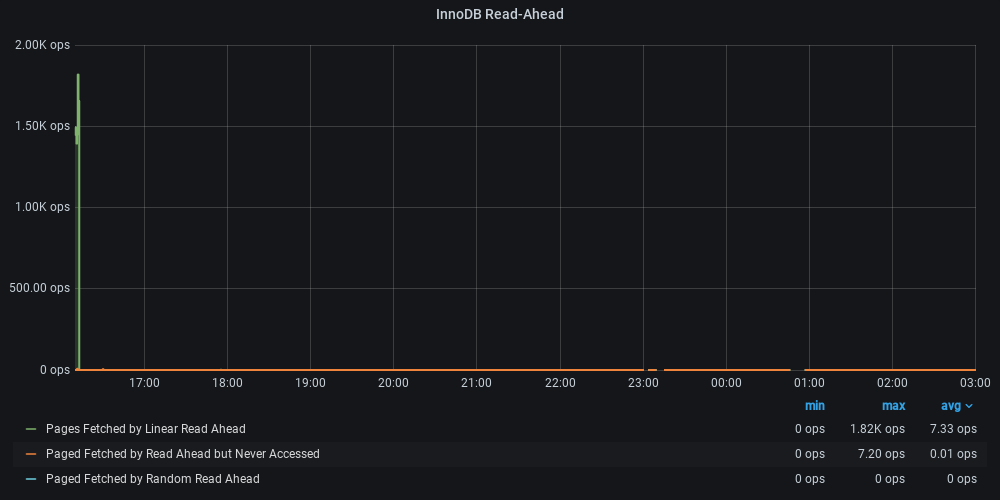 InnoDB Read-Ahead
2.00K ops
1.50K ops
1.00K ops
500.00 ops
0 ops
17:00 18:00 19:00 20:00 21:00 22:00 23:00 00:00 01:00 02:00 03:00
min max avg
Pages Fetched by Linear Read Ahead 0 ops 1.82K ops 7.33 ops
Paged Fetched by Read Ahead but Never Accessed 0 ops 7.20 ops 0.01 ops
Paged Fetched by Random Read Ahead 0 ops 0 ops 0 ops